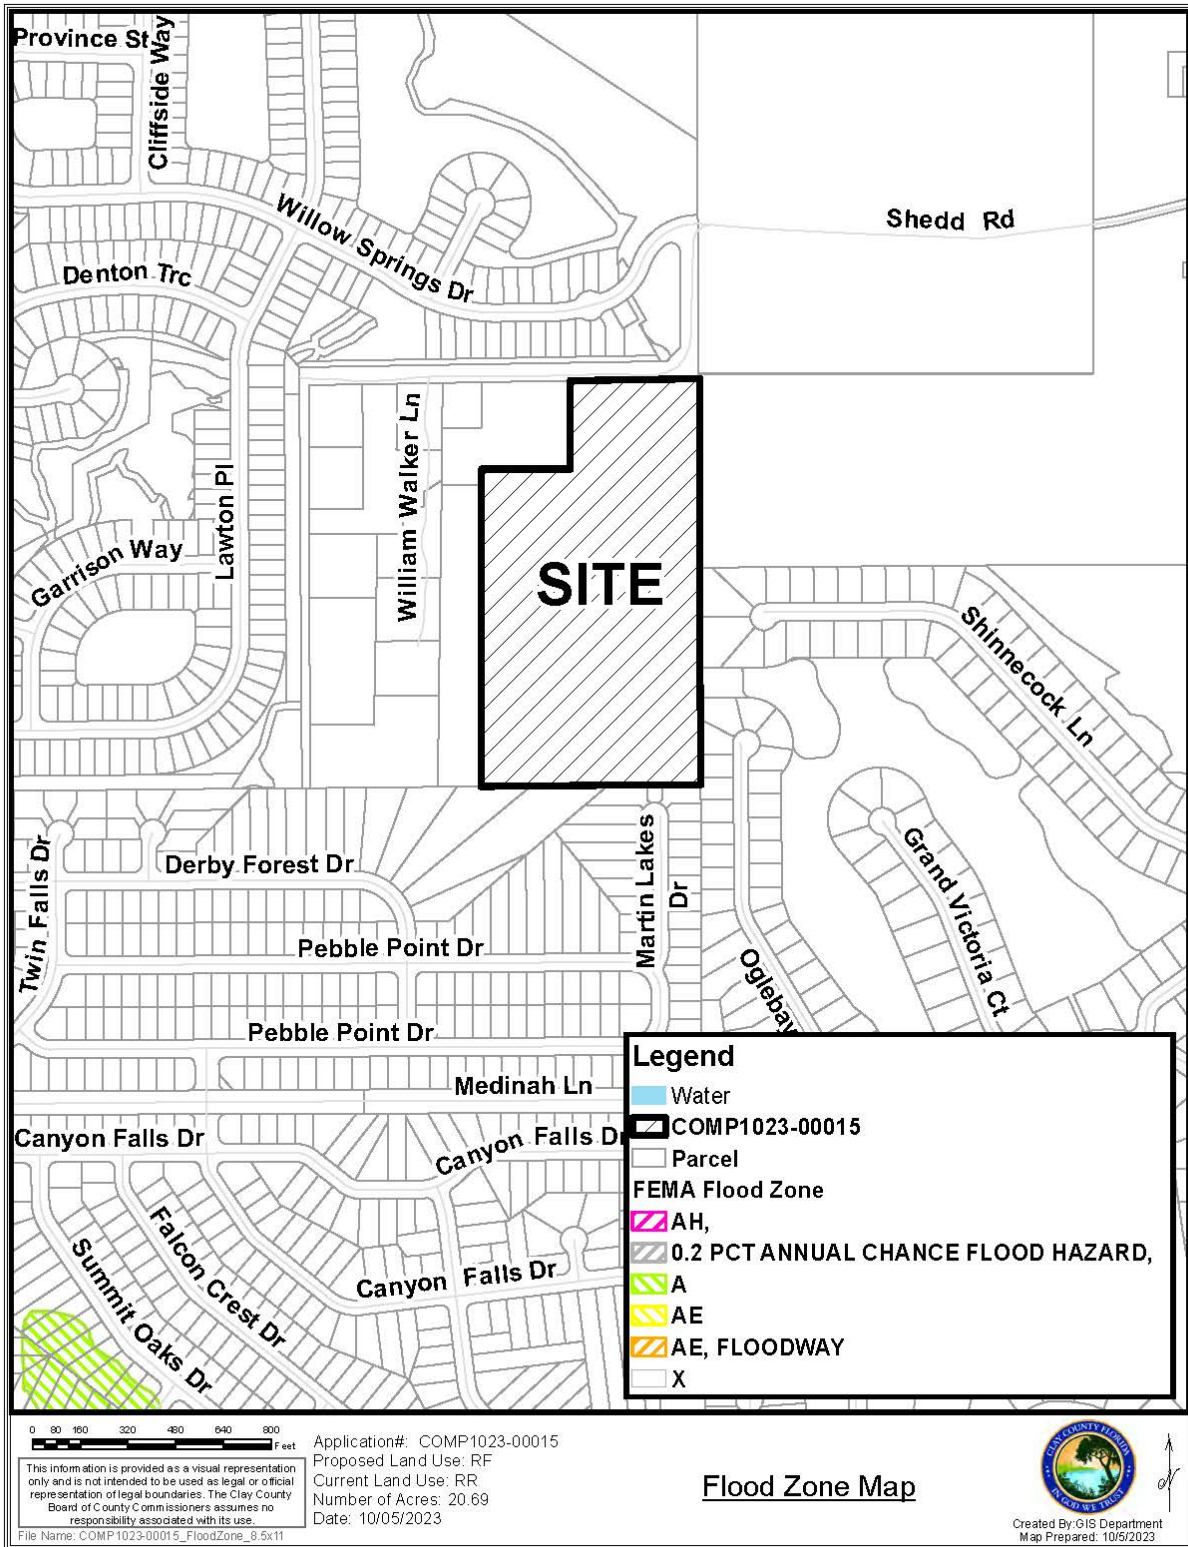 Province St
Cliffside Way
Willow Springs Dr
Shedd Rd
Denton Trc
William Walker Ln
Lawton Pl
Garrison Way
SITE
Shinnecock Ln
Twin Falls Dr
Derby Forest Dr
Martin Lakes
Dr
Grand Victoria Ct
Pebble Point Dr
Oglebay
Pebble Point Dr
Medinah Ln
Canyon Falls Dr
Canyon Falls Dr
Falcon Crest Dr
Summit Oaks Dr
Canyon Falls Dr
Legend
Water
COMP1023-00015
Parcel
FEMA Flood Zone
AH,
0.2 PCT ANNUAL CHANCE FLOOD HAZARD,
A
AE
AE, FLOODWAY
X
0 80 160 320 480 640 800
Feet
This information is provided as a visual representation
only and is not intended to be used as legal or official
representation of legal boundaries. The Clay County
Board of County Commissioners assumes no
responsibility associated with its use.
File Name: COMP1023-00015_FloodZone_8.5x11
Application#: COMP1023-00015
Proposed Land Use: RF
Current Land Use: RR
Number of Acres: 20.69
Date: 10/05/2023
Flood Zone Map
CLAY COUNTY FLORIDA
IN GOD WE TRUST
N
Created By:GIS Department
Map Prepared: 10/5/2023